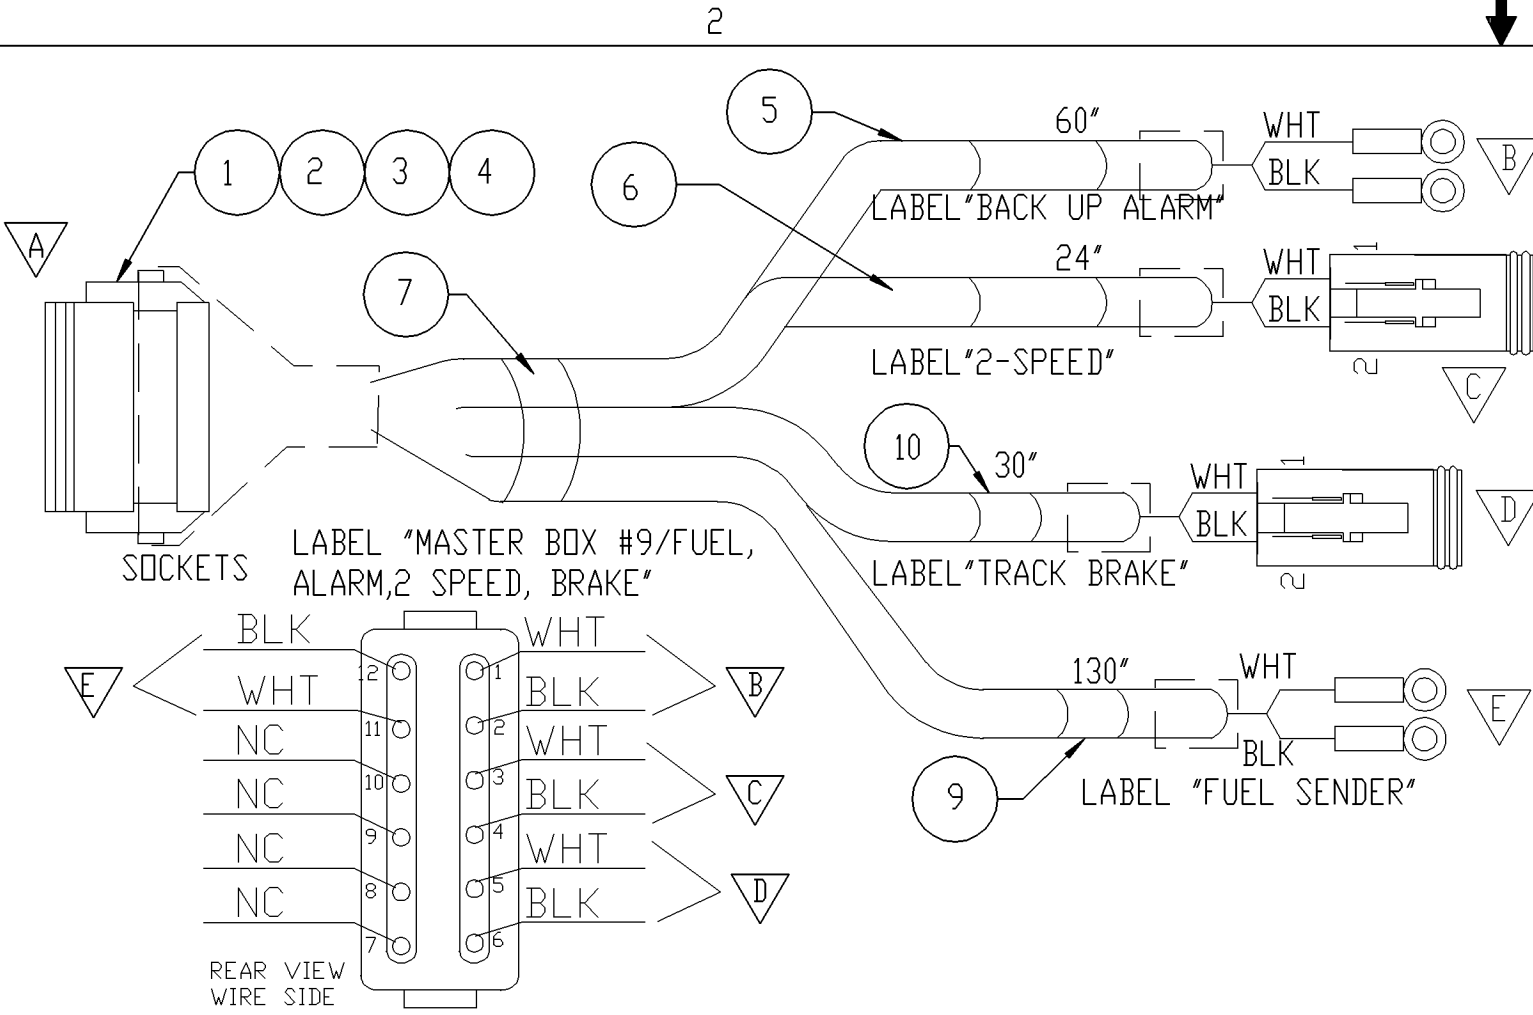 2
5
60"
WHT
BLK
B
1 2 3 4
6
LABEL"BACK UP ALARM"
A
7
24"
WHT
BLK
1
2
C
LABEL"2-SPEED"
10
30"
WHT
BLK
1
2
D
LABEL"TRACK BRAKE"
SOCKETS
LABEL "MASTER BOX #9/FUEL,
ALARM,2 SPEED, BRAKE"
130"
WHT
BLK
E
9
LABEL "FUEL SENDER"
BLK 12 1 WHT
E B
WHT 11 2 BLK
NC 10 3 WHT
C
NC 9 4 BLK
NC 8 5 WHT
D
NC 7 6 BLK
REAR VIEW
WIRE SIDE